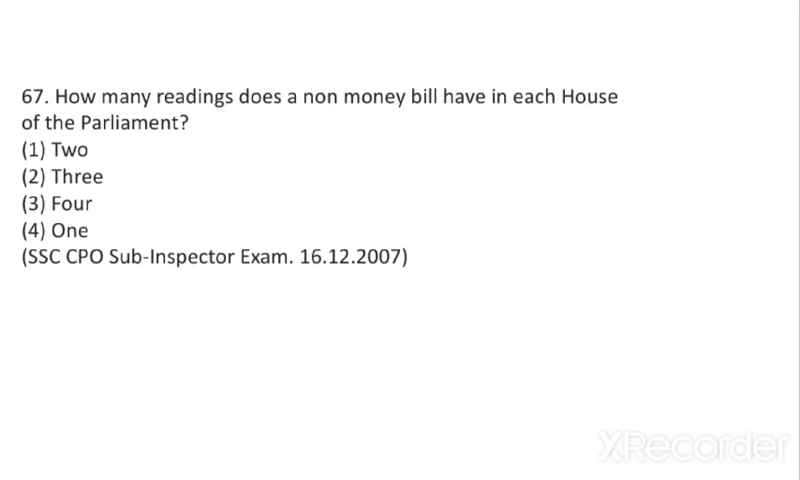 67. How many readings does a non money bill have in each House
of the Parliament?
(1) Two
(2) Three
(3) Four
(4) One
(SSC CPO Sub-Inspector Exam. 16.12.2007)
XRecorder